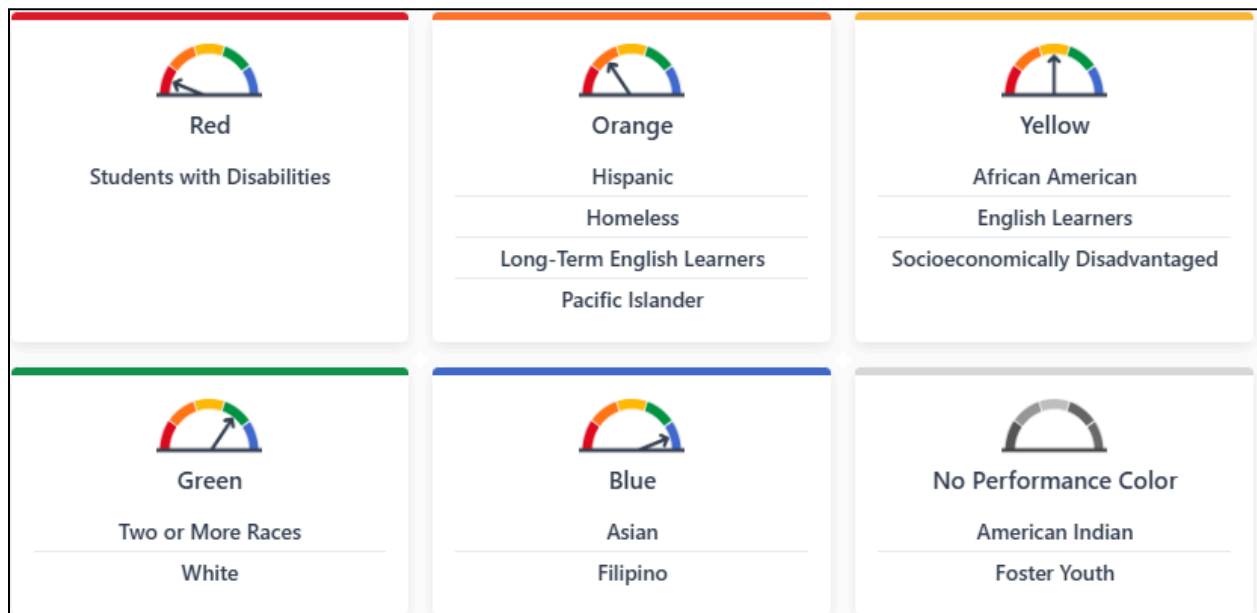 Red
Students with Disabilities
Orange
Hispanic
Homeless
Long-Term English Learners
Pacific Islander
Yellow
African American
English Learners
Socioeconomically Disadvantaged
Green
Two or More Races
White
Blue
Asian
Filipino
No Performance Color
American Indian
Foster Youth